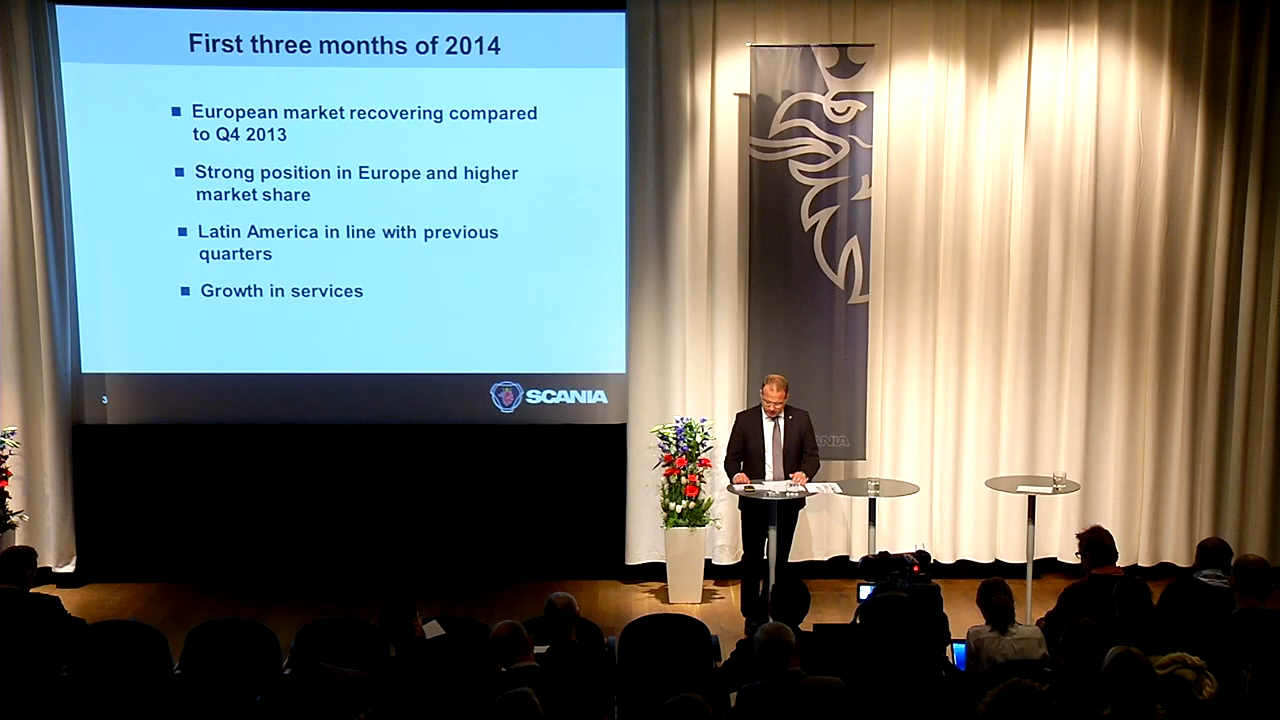 First three months of 2014
European market recovering compared
to Q4 2013
Strong position in Europe and higher
market share
Latin America in line with previous
quarters
Growth in services
3
SCANIA
ANIA